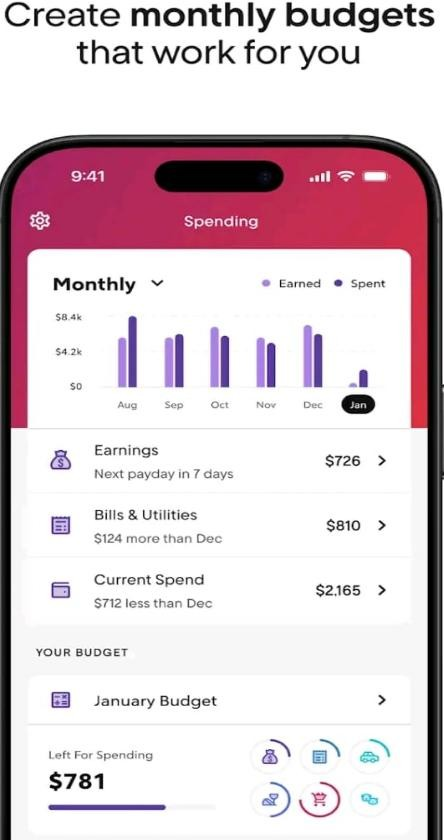 Create monthly budgets
that work for you
9:41
Spending
Monthly
Earned Spent
$8.4k
$4.2k
$0
Aug Sep Oct Nov Dec Jan
Earnings
Next payday in 7 days
$726
Bills & Utilities
$124 more than Dec
$810
Current Spend
$712 less than Dec
$2,165
YOUR BUDGET
January Budget
Left For Spending
$781